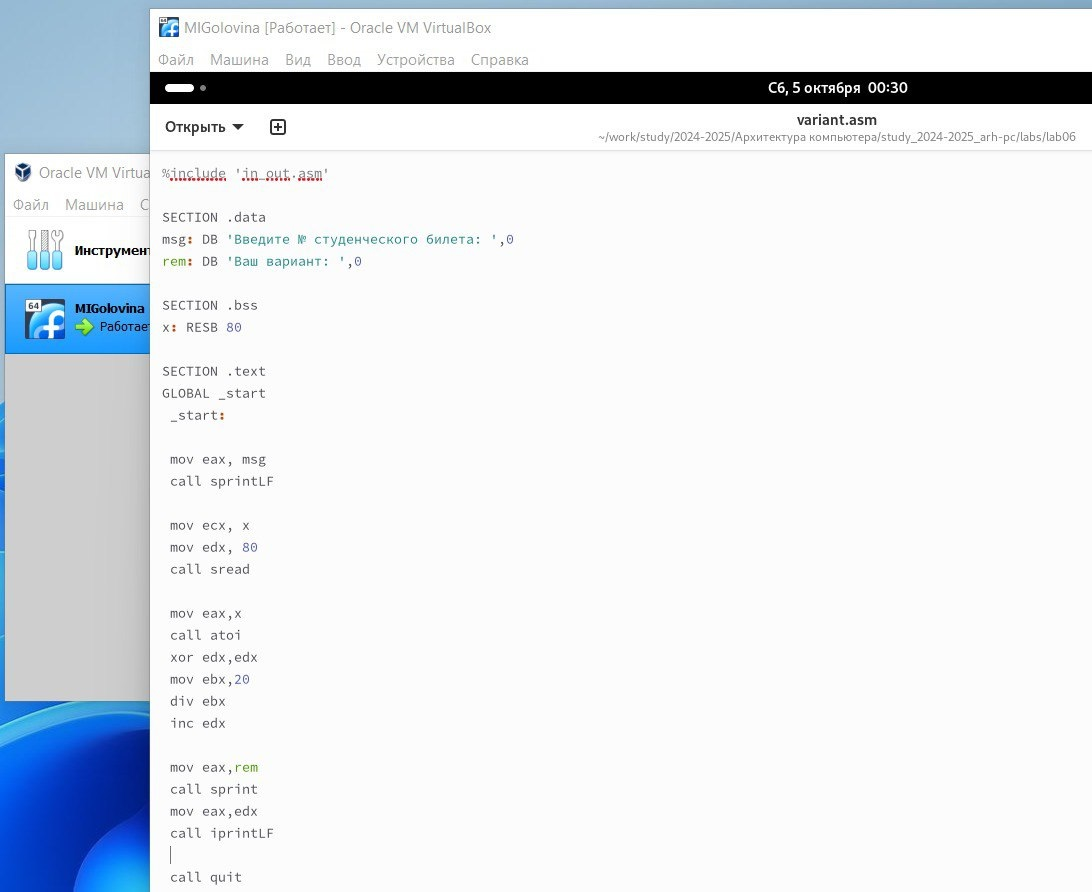 MIGolovina [Работает] - Oracle VM VirtualBox
Файл Машина Вид Ввод Устройства Справка
Сб, 5 октября 00:30
Открыть
variant.asm
~/work/study/2024-2025/Архитектура компьютера/study_2024-2025_arh-pc/labs/lab06
Oracle VM Virtua
Файл Машина С
Инструмент
64
MIGolovina
Работает
%include 'in_out.asm'
SECTION .data
msg: DB 'Введите № студенческого билета: ',0
rem: DB 'Ваш вариант: ',0
SECTION .bss
x: RESB 80
SECTION .text
GLOBAL _start
_start:
mov eax, msg
call sprintLF
mov ecx, x
mov edx, 80
call sread
mov eax,x
call atoi
xor edx,edx
mov ebx,20
div ebx
inc edx
mov eax,rem
call sprint
mov eax,edx
call iprintLF
call quit